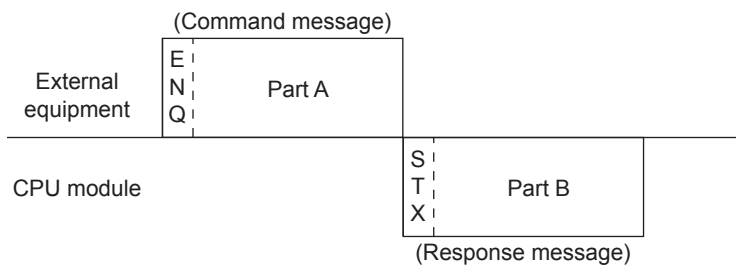 (Command message)
External
equipment
E
N
Q
Part A
CPU module
S
T
X
Part B
(Response message)